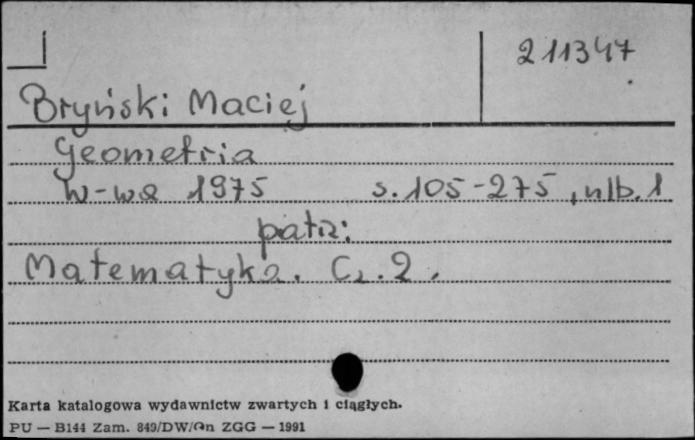 211347
Bryński Maciej
Geometria
W-wa 1975 s. 105-275, nlb. 1
patrz:
Matematyka. Cz. 2.
Karta katalogowa wydawnictw zwartych i ciągłych.
PU — B144 Zam. 849/DW/On ZGG — 1991